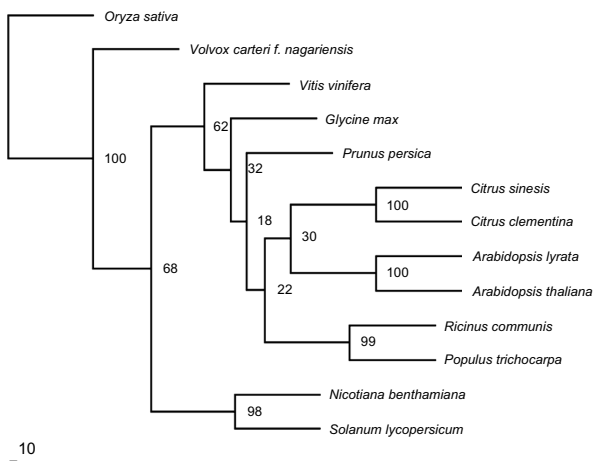 Oryza sativa
Volvox carteri f. nagariensis
Vitis vinifera
62
Glycine max
Prunus persica
100
32
Citrus sinesis
100
18
Citrus clementina
30
Arabidopsis lyrata
68
100
22
Arabidopsis thaliana
Ricinus communis
99
Populus trichocarpa
Nicotiana benthamiana
98
Solanum lycopersicum
10